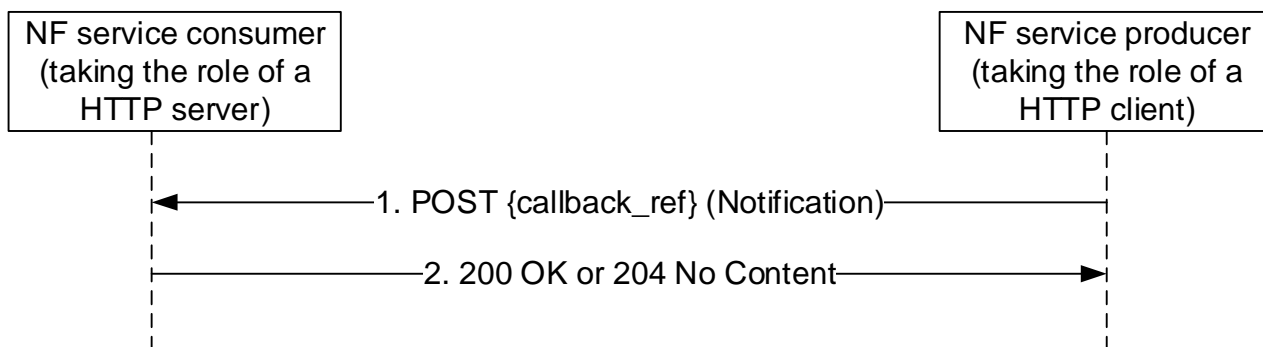 NF service consumer
(taking the role of a
HTTP server)
NF service producer
(taking the role of a
HTTP client)
1. POST {callback_ref} (Notification)
2. 200 OK or 204 No Content